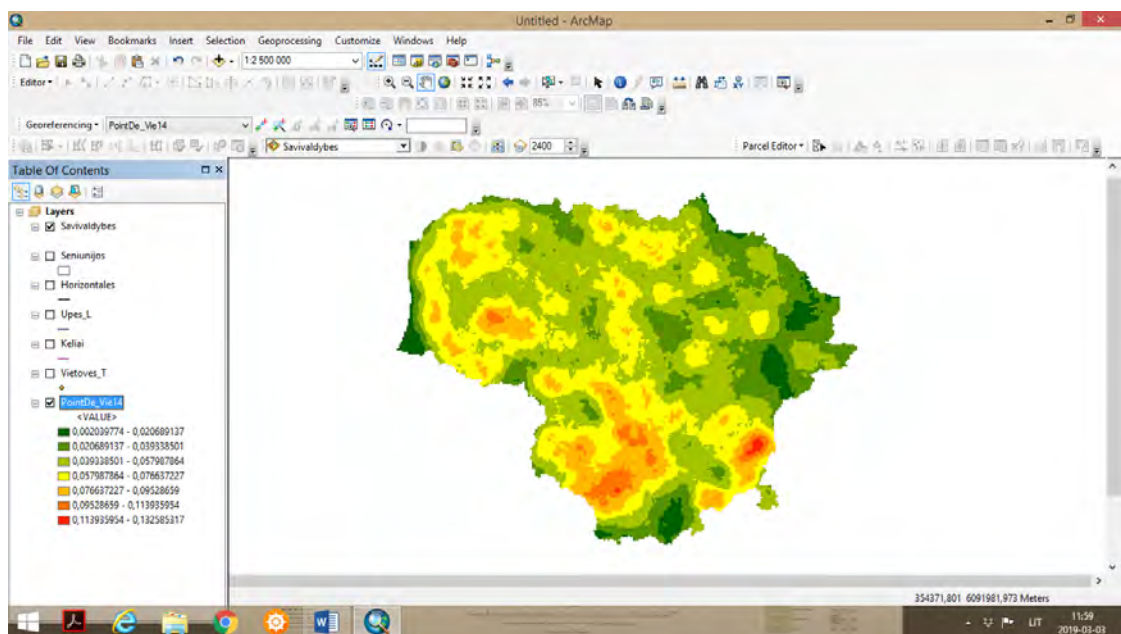 Untitled - ArcMap
File Edit View Bookmarks Insert Selection Geoprocessing Customize Windows Help
1:2 500 000
Editor
85%
Georeferencing PointDe_Vie14
Savivaldybes 2400 Parcel Editor
Table Of Contents
Layers
Savivaldybes
Seniunijos
Horizontales
Upes_L
Keliai
Vietoves_T
PointDe_Vie14
<VALUE>
0,002039774 - 0,020689137
0,020689137 - 0,039338501
0,039338501 - 0,057987864
0,057987864 - 0,076637227
0,076637227 - 0,09528659
0,09528659 - 0,113935954
0,113935954 - 0,132585317
354371,801 6091981,973 Meters
LIT
11:59
2019-03-03